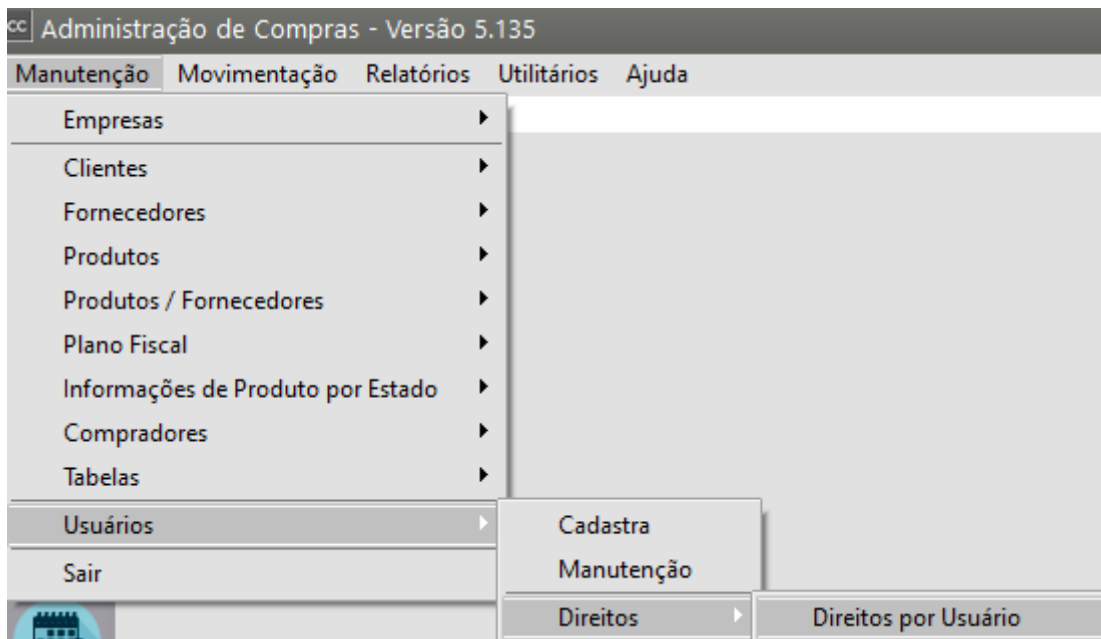 cc Administração de Compras - Versão 5.135
Manutenção Movimentação Relatórios Utilitários Ajuda
Empresas
Clientes
Fornecedores
Produtos
Produtos / Fornecedores
Plano Fiscal
Informações de Produto por Estado
Compradores
Tabelas
Usuários
Cadastra
Sair
Manutenção
Direitos
Direitos por Usuário